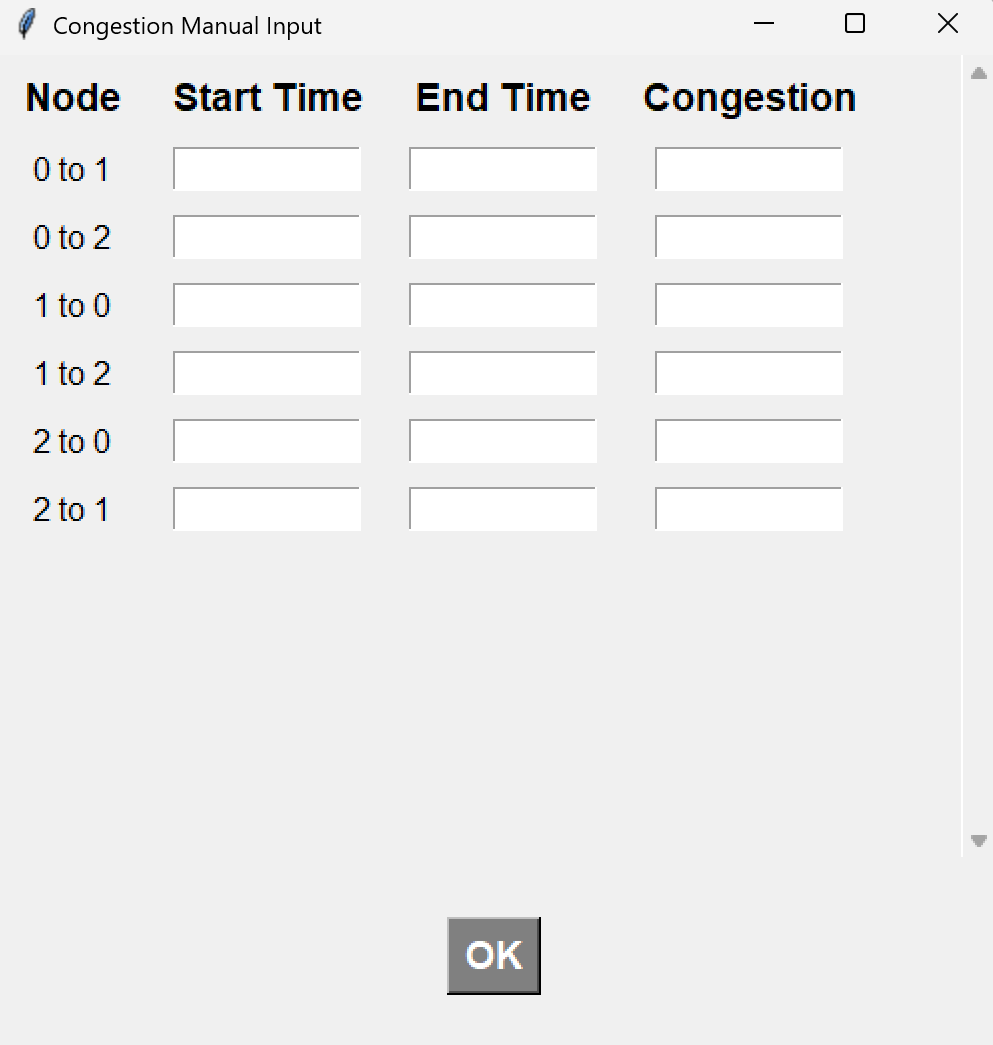 Congestion Manual Input
Node Start Time End Time Congestion
0 to 1
0 to 2
1 to 0
1 to 2
2 to 0
2 to 1
OK